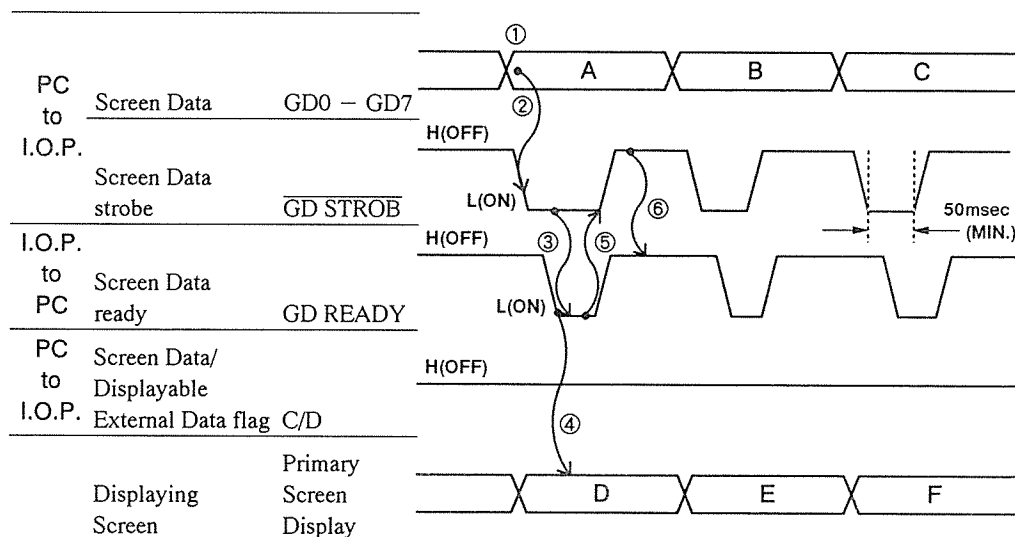 ①
A B C
PC
to
I.O.P.
Screen Data GD0 – GD7
②
H(OFF)
Screen Data
strobe GD STROB
L(ON)
⑥
50msec
(MIN.)
I.O.P.
to
PC
H(OFF)
③ ⑤
Screen Data
ready GD READY
L(ON)
PC
to
I.O.P.
Screen Data/
Displayable
External Data flag C/D
H(OFF)
④
Primary
Displaying Screen
Screen Display
D E F